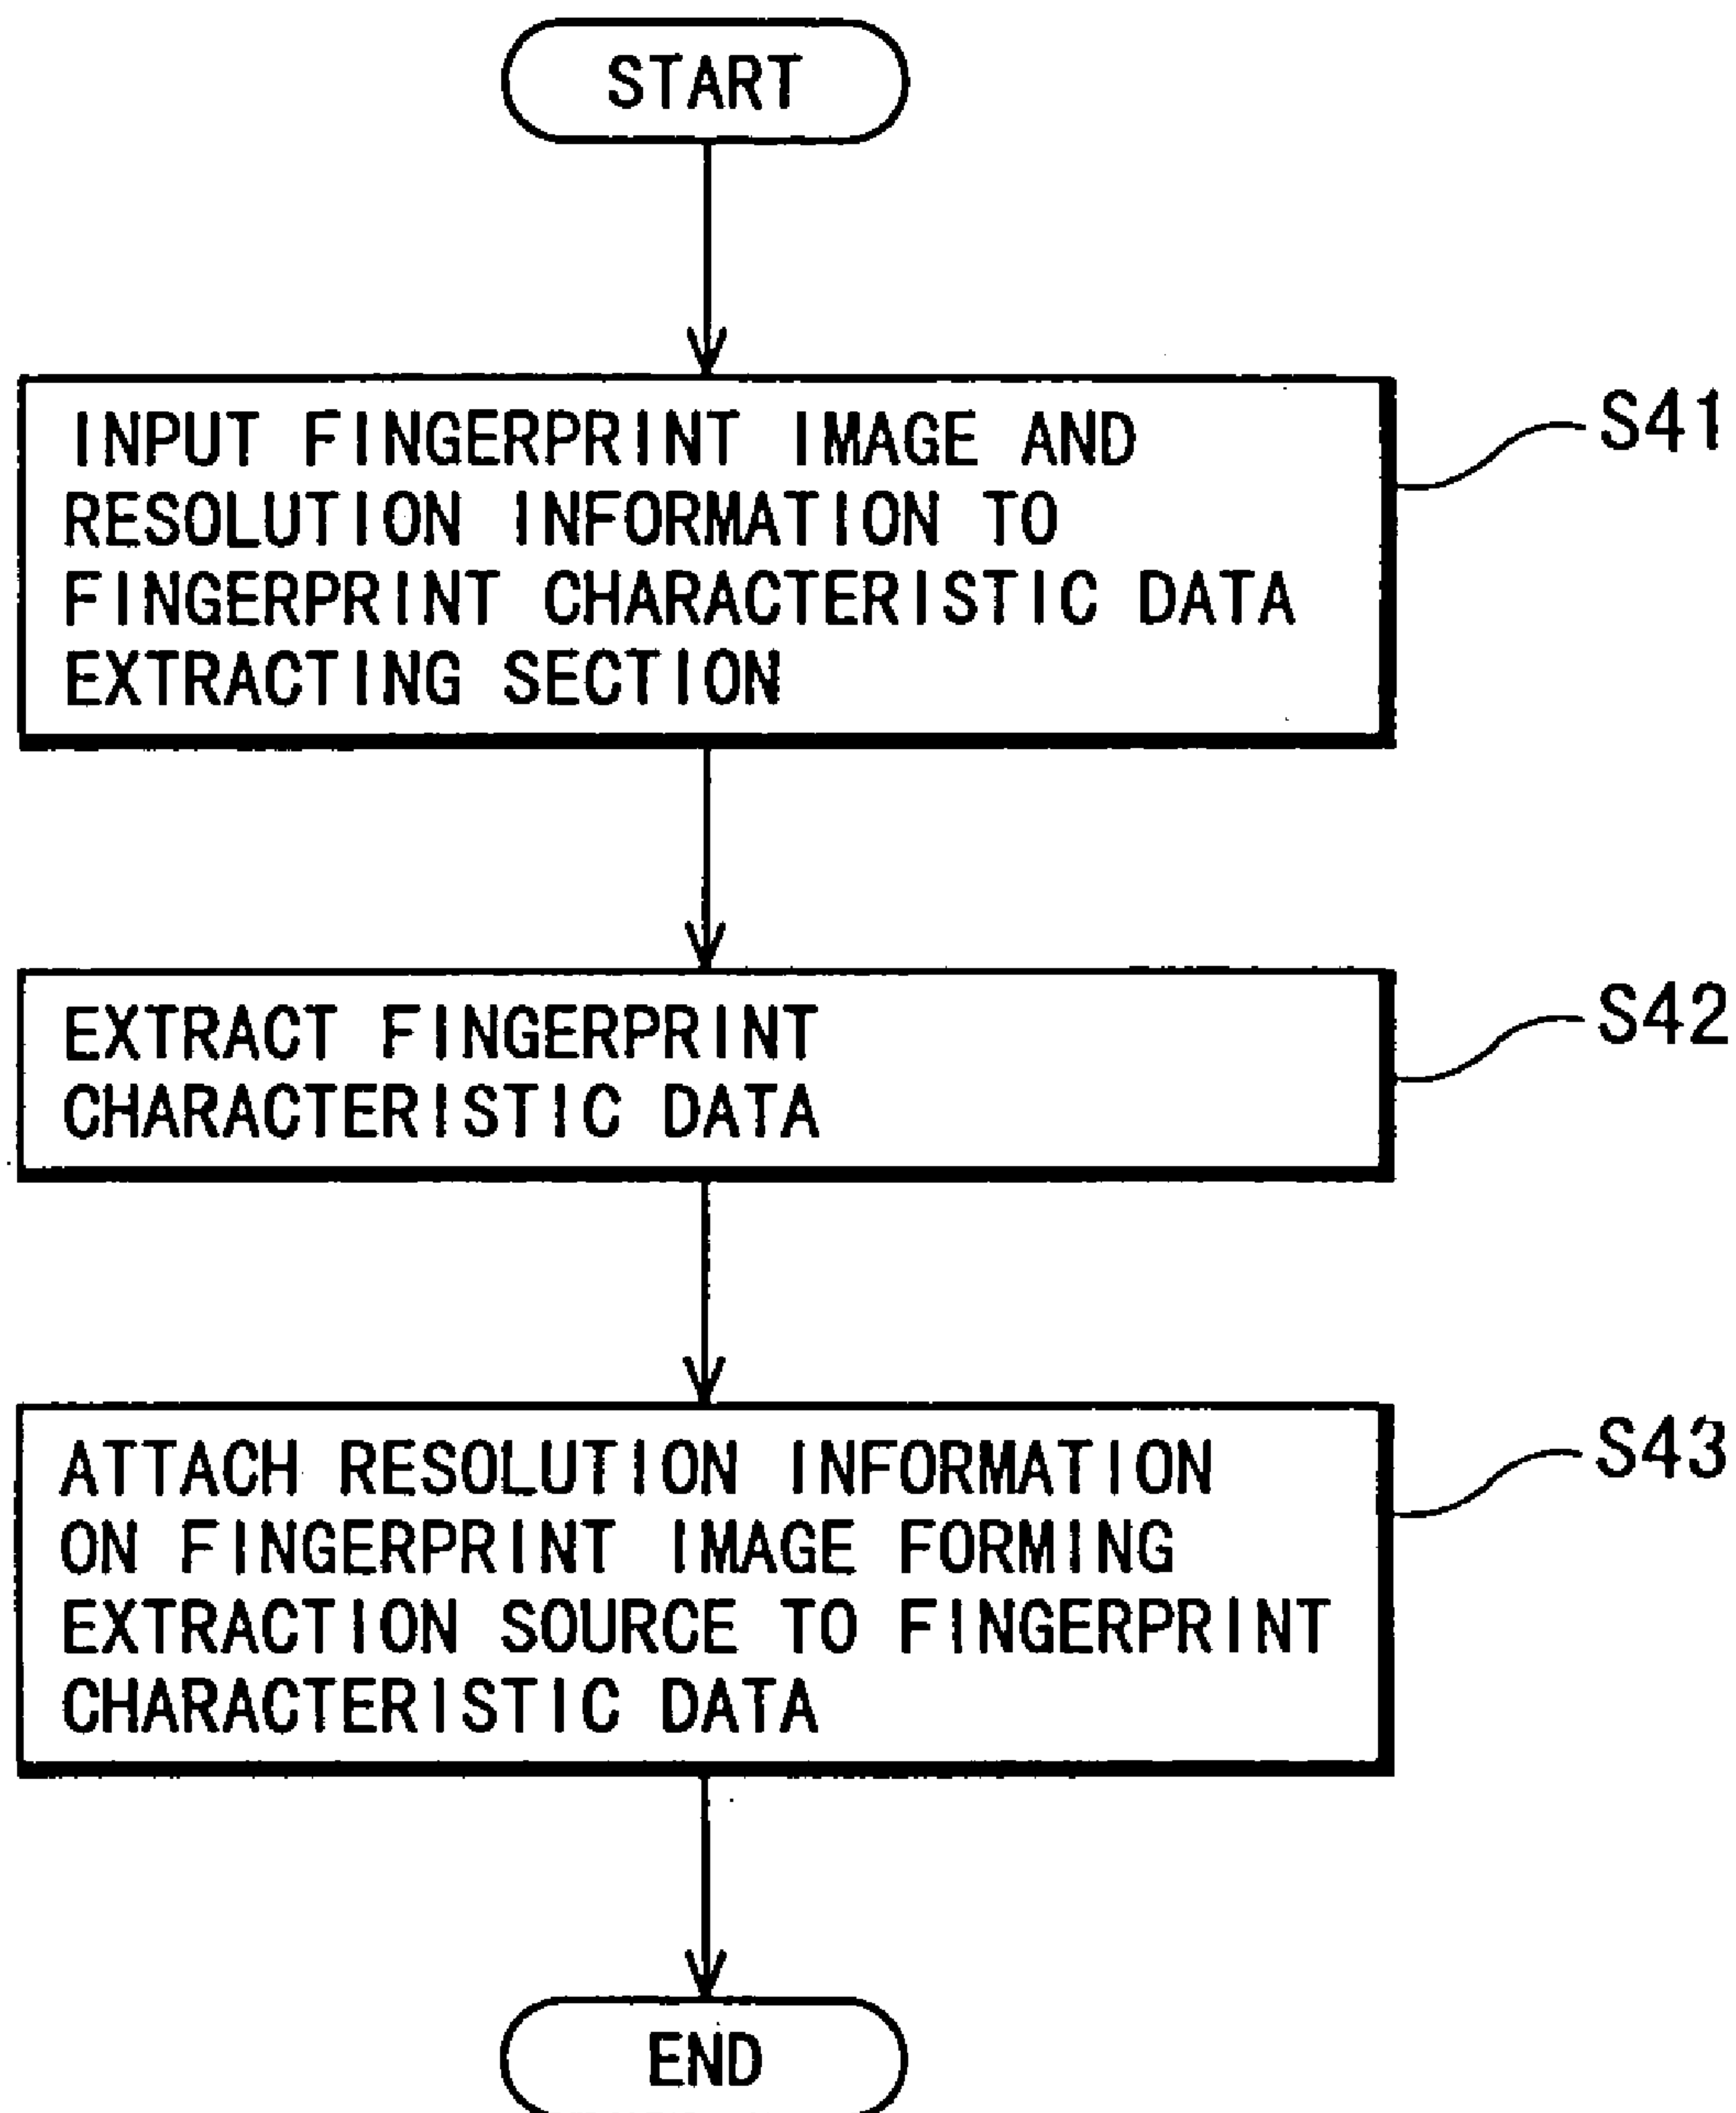 START
INPUT FINGERPRINT IMAGE AND
RESOLUTION INFORMATION TO
FINGERPRINT CHARACTERISTIC DATA
EXTRACTING SECTION
S41
EXTRACT FINGERPRINT
CHARACTERISTIC DATA
S42
ATTACH RESOLUTION INFORMATION
ON FINGERPRINT IMAGE FORMING
EXTRACTION SOURCE TO FINGERPRINT
CHARACTERISTIC DATA
S43
END